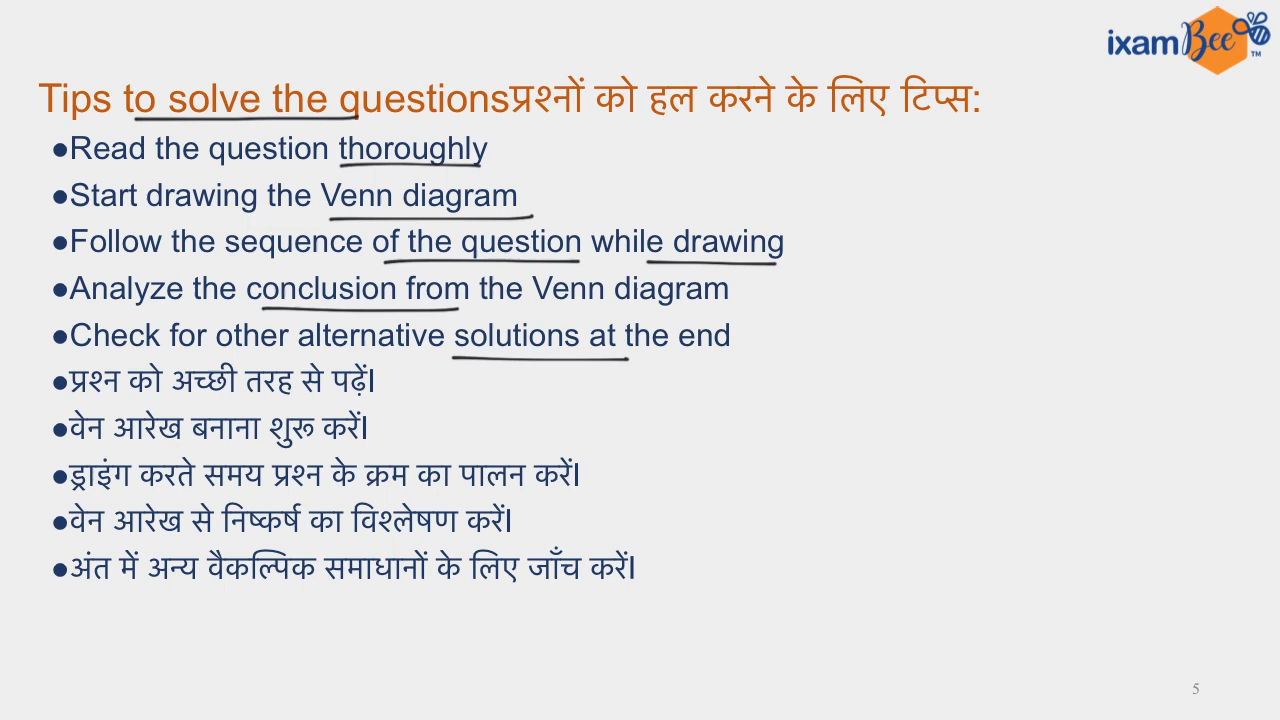 ixamBee™
Tips to solve the questionsप्रश्नों को हल करने के लिए टिप्स:
●Read the question thoroughly
●Start drawing the Venn diagram
●Follow the sequence of the question while drawing
●Analyze the conclusion from the Venn diagram
●Check for other alternative solutions at the end
●प्रश्न को अच्छी तरह से पढ़ें।
●वेन आरेख बनाना शुरू करें।
●ड्राइंग करते समय प्रश्न के क्रम का पालन करें।
●वेन आरेख से निष्कर्ष का विश्लेषण करें।
●अंत में अन्य वैकल्पिक समाधानों के लिए जाँच करें।
5